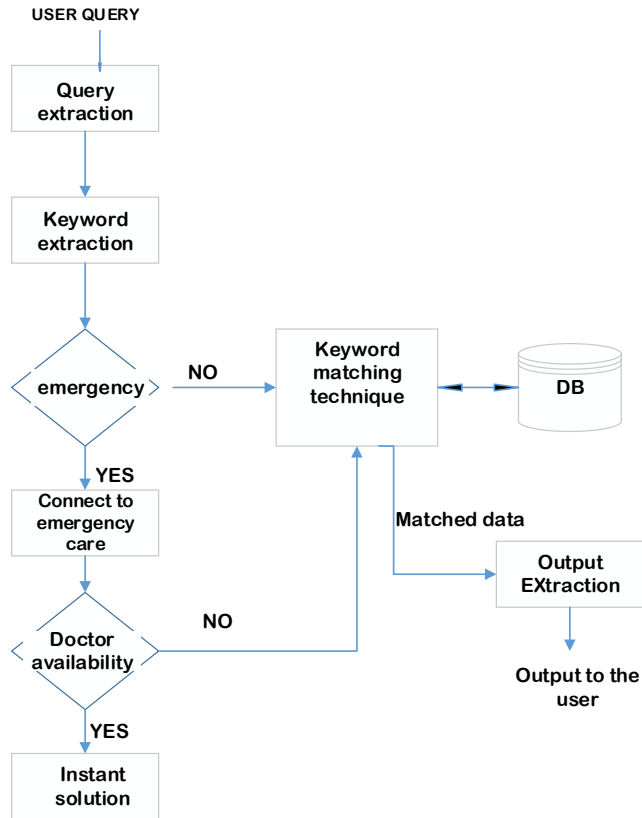 USER QUERY
Query
extraction
Keyword
extraction
emergency
NO
Keyword
matching
technique
DB
YES
Connect to
emergency
care
Matched data
Output
EXtraction
Doctor
availability
NO
Output to the
user
YES
Instant
solution